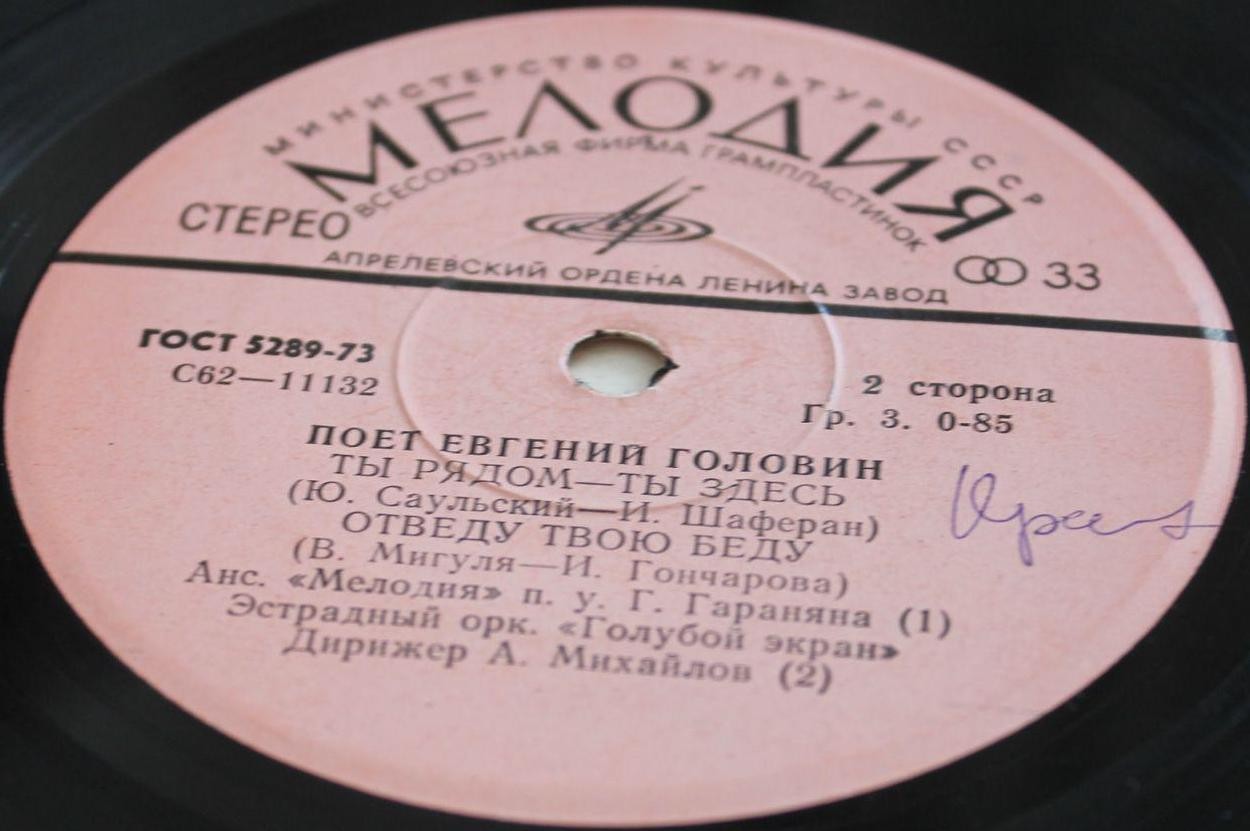 МИНИСТЕРСТВО КУЛЬТУРЫ СССР
МЕЛОДИЯ
ВСЕСОЮЗНАЯ ФИРМА ГРАМПЛАСТИНОК
СТЕРЕО
33
АПРЕЛЕВСКИЙ ОРДЕНА ЛЕНИНА ЗАВОД
ГОСТ 5289-73
С62—11132
2 сторона
Гр. 3. 0-85
ПОЕТ ЕВГЕНИЙ ГОЛОВИН
ТЫ РЯДОМ—ТЫ ЗДЕСЬ
(Ю. Саульский—И. Шаферан)
ОТВЕДУ ТВОЮ БЕДУ
(В. Мигуля—И. Гончарова)
Анс. «Мелодия» п. у. Г. Гараняна (1)
Эстрадный орк. «Голубой экран»
Дирижер А. Михайлов (2)